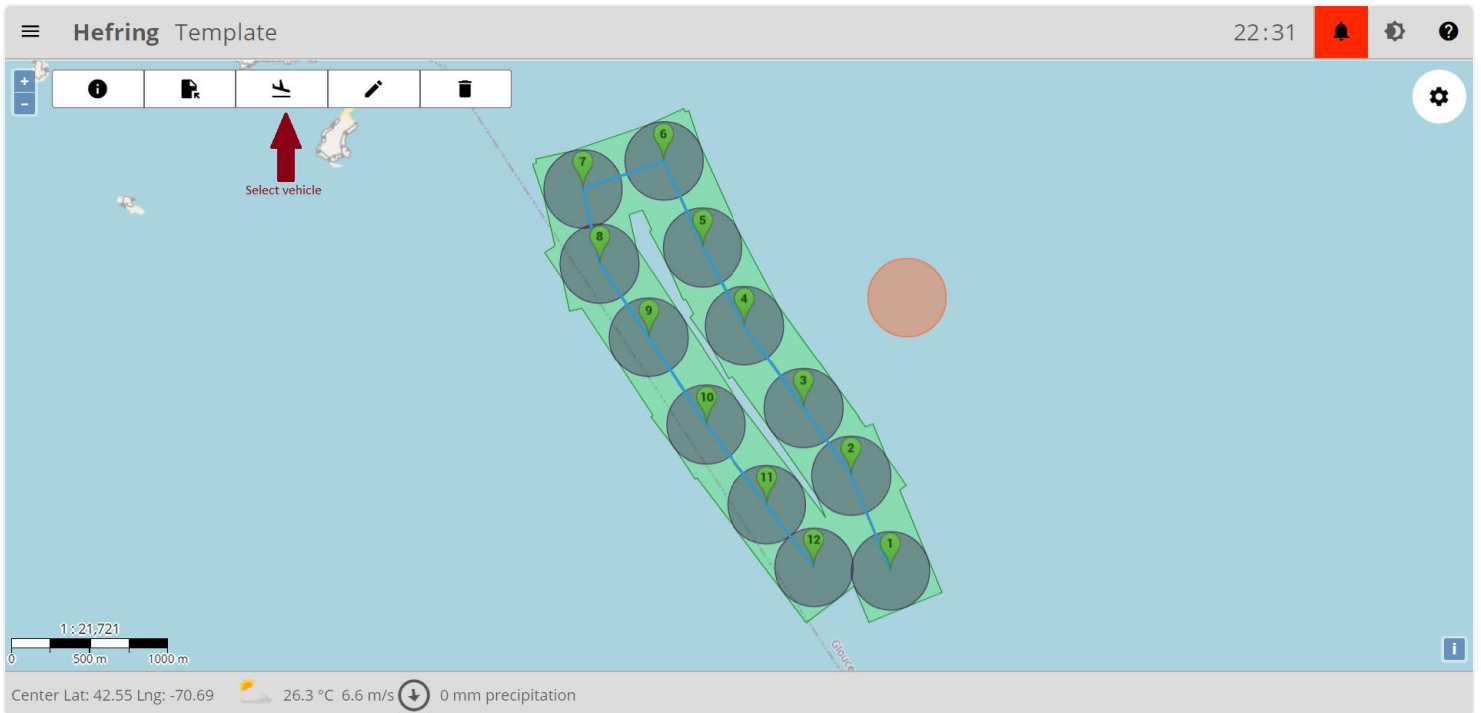 Hefring Template
22:31
+
-
Select vehicle
6
7
5
8
4
9
3
10
2
11
12
1
1 : 21,721
0 500 m 1000 m
Glouce
i
Center Lat: 42.55 Lng: -70.69 26.3 °C 6.6 m/s 0 mm precipitation